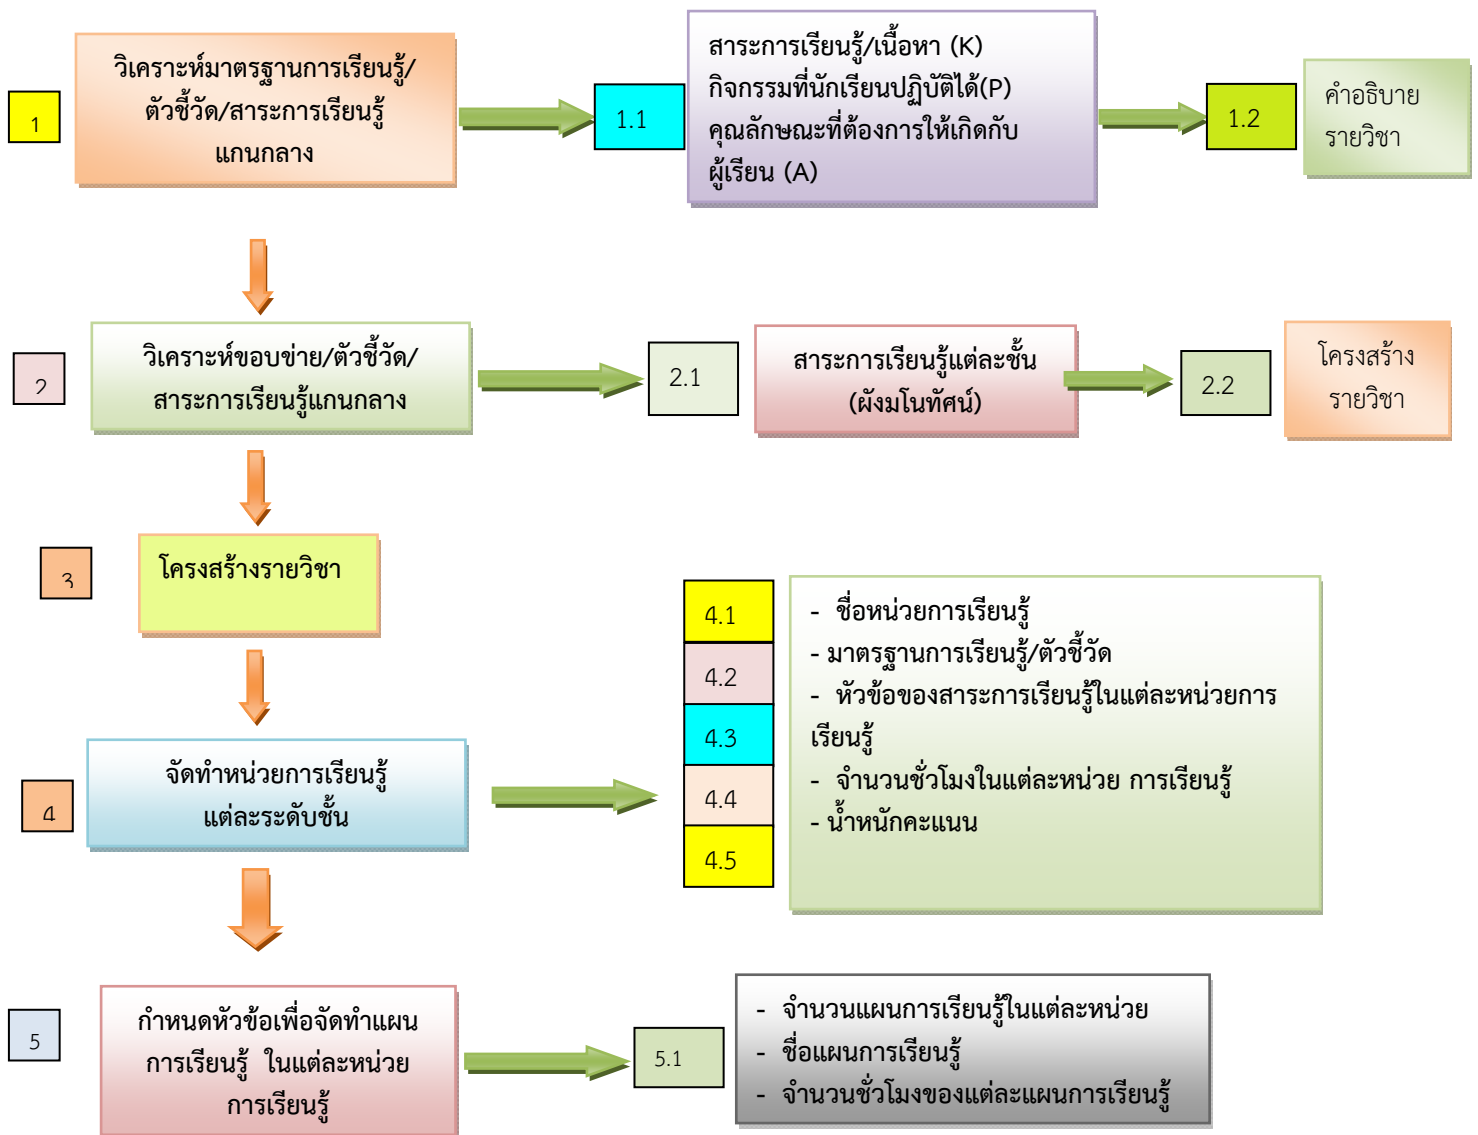 1
วิเคราะห์มาตรฐานการเรียนรู้/
ตัวชี้วัด/สาระการเรียนรู้
แกนกลาง
1.1
สาระการเรียนรู้/เนื้อหา (K)
กิจกรรมที่นักเรียนปฏิบัติได้(P)
คุณลักษณะที่ต้องการให้เกิดกับ
ผู้เรียน (A)
1.2
คำอธิบาย
รายวิชา
2
วิเคราะห์ขอบข่าย/ตัวชี้วัด/
สาระการเรียนรู้แกนกลาง
2.1
สาระการเรียนรู้แต่ละชั้น
(ผังมโนทัศน์)
2.2
โครงสร้าง
รายวิชา
3
โครงสร้างรายวิชา
4
จัดทำหน่วยการเรียนรู้
แต่ละระดับชั้น
4.1
4.2
4.3
4.4
4.5
- ชื่อหน่วยการเรียนรู้
- มาตรฐานการเรียนรู้/ตัวชี้วัด
- หัวข้อของสาระการเรียนรู้ในแต่ละหน่วยการ
เรียนรู้
- จำนวนชั่วโมงในแต่ละหน่วย การเรียนรู้
- น้ำหนักคะแนน
5
กำหนดหัวข้อเพื่อจัดทำแผน
การเรียนรู้ ในแต่ละหน่วย
การเรียนรู้
5.1
- จำนวนแผนการเรียนรู้ในแต่ละหน่วย
- ชื่อแผนการเรียนรู้
- จำนวนชั่วโมงของแต่ละแผนการเรียนรู้